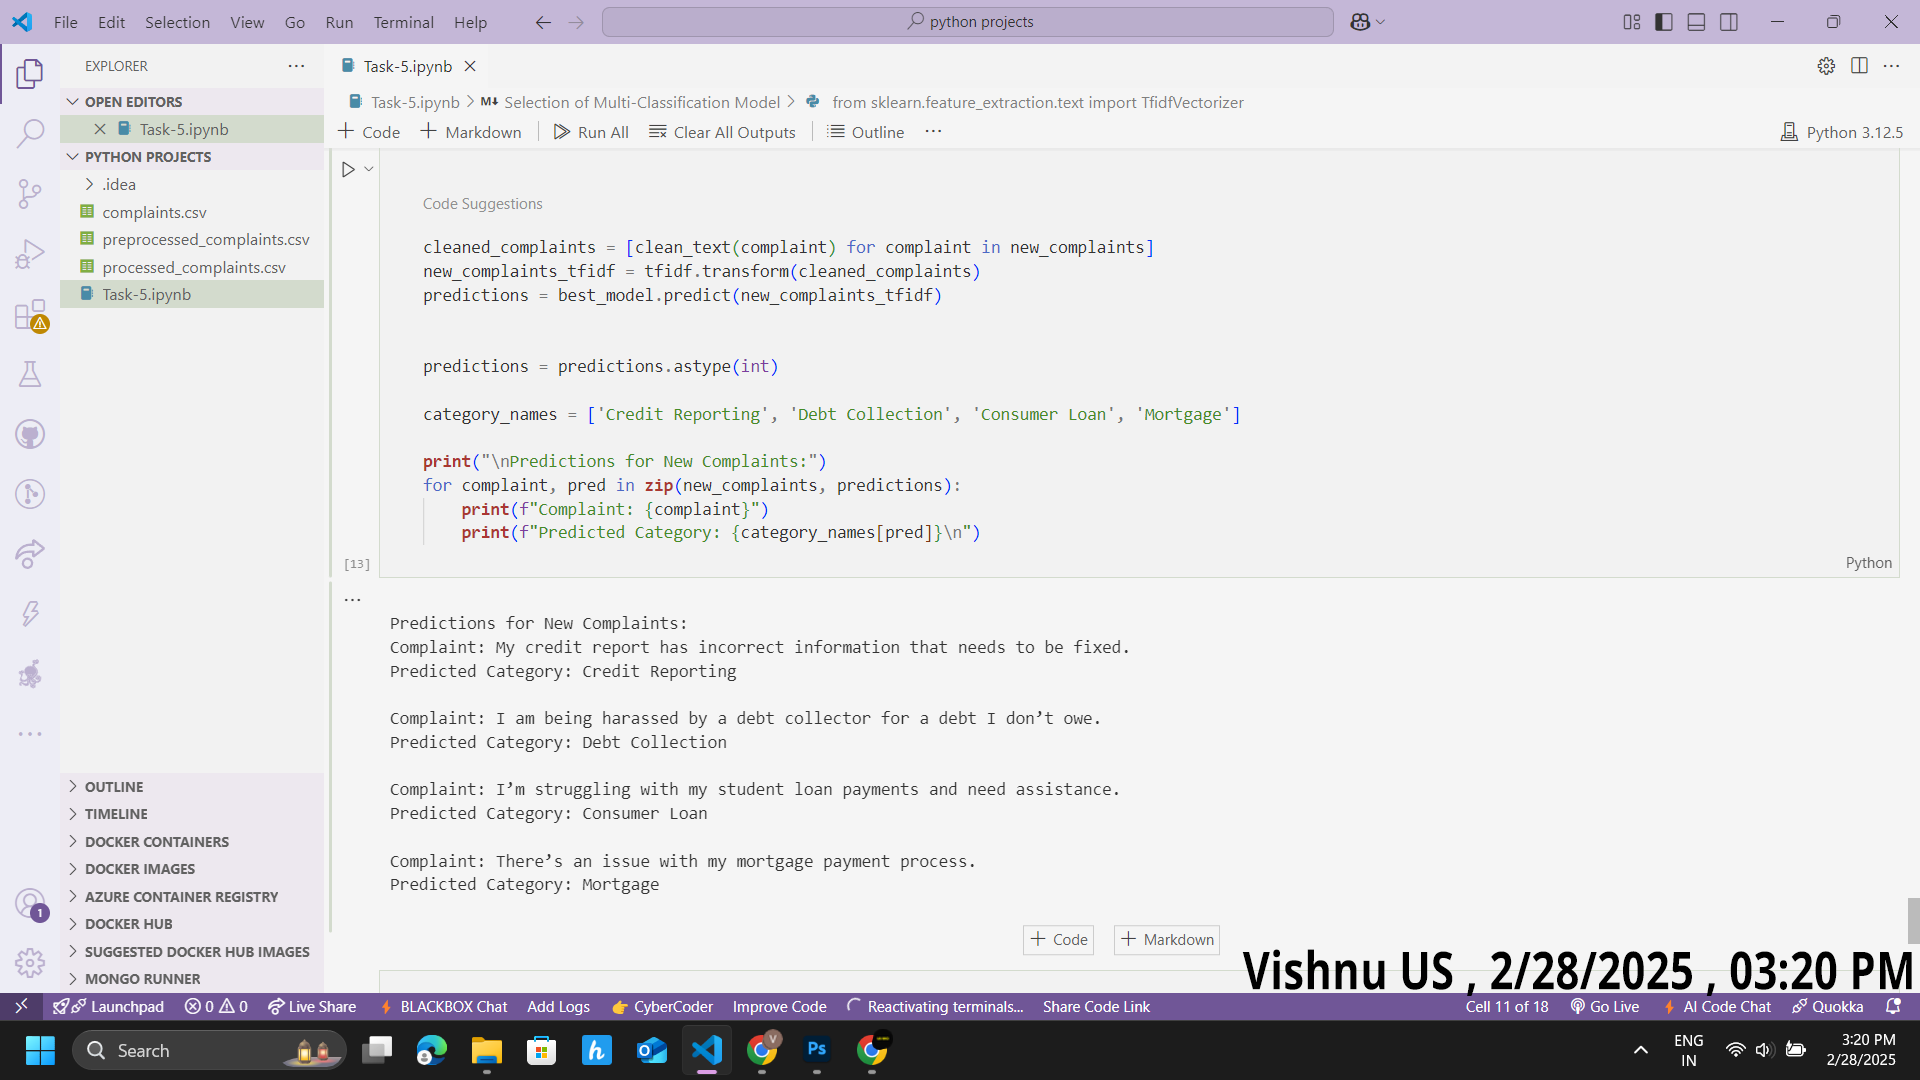 File Edit Selection View Go Run Terminal Help
python projects
EXPLORER
OPEN EDITORS
Task-5.ipynb
PYTHON PROJECTS
.idea
complaints.csv
preprocessed_complaints.csv
processed_complaints.csv
Task-5.ipynb
OUTLINE
TIMELINE
DOCKER CONTAINERS
DOCKER IMAGES
AZURE CONTAINER REGISTRY
DOCKER HUB
SUGGESTED DOCKER HUB IMAGES
MONGO RUNNER
1
Task-5.ipynb
Task-5.ipynb > M↓ Selection of Multi-Classification Model > from sklearn.feature_extraction.text import TfidfVectorizer
+ Code + Markdown Run All Clear All Outputs Outline ... Python 3.12.5
Code Suggestions
cleaned_complaints = [clean_text(complaint) for complaint in new_complaints]
new_complaints_tfidf = tfidf.transform(cleaned_complaints)
predictions = best_model.predict(new_complaints_tfidf)
predictions = predictions.astype(int)
category_names = ['Credit Reporting', 'Debt Collection', 'Consumer Loan', 'Mortgage']
print("\nPredictions for New Complaints:")
for complaint, pred in zip(new_complaints, predictions):
    print(f"Complaint: {complaint}")
    print(f"Predicted Category: {category_names[pred]}\n")
[13] Python
...
Predictions for New Complaints:
Complaint: My credit report has incorrect information that needs to be fixed.
Predicted Category: Credit Reporting
Complaint: I am being harassed by a debt collector for a debt I don’t owe.
Predicted Category: Debt Collection
Complaint: I’m struggling with my student loan payments and need assistance.
Predicted Category: Consumer Loan
Complaint: There’s an issue with my mortgage payment process.
Predicted Category: Mortgage
+ Code + Markdown
Vishnu US , 2/28/2025 , 03:20 PM
Launchpad 0 0 Live Share BLACKBOX Chat Add Logs CyberCoder Improve Code Reactivating terminals... Share Code Link Cell 11 of 18 Go Live AI Code Chat Quokka
Search
h
V
Ps
ENG
IN
3:20 PM
2/28/2025